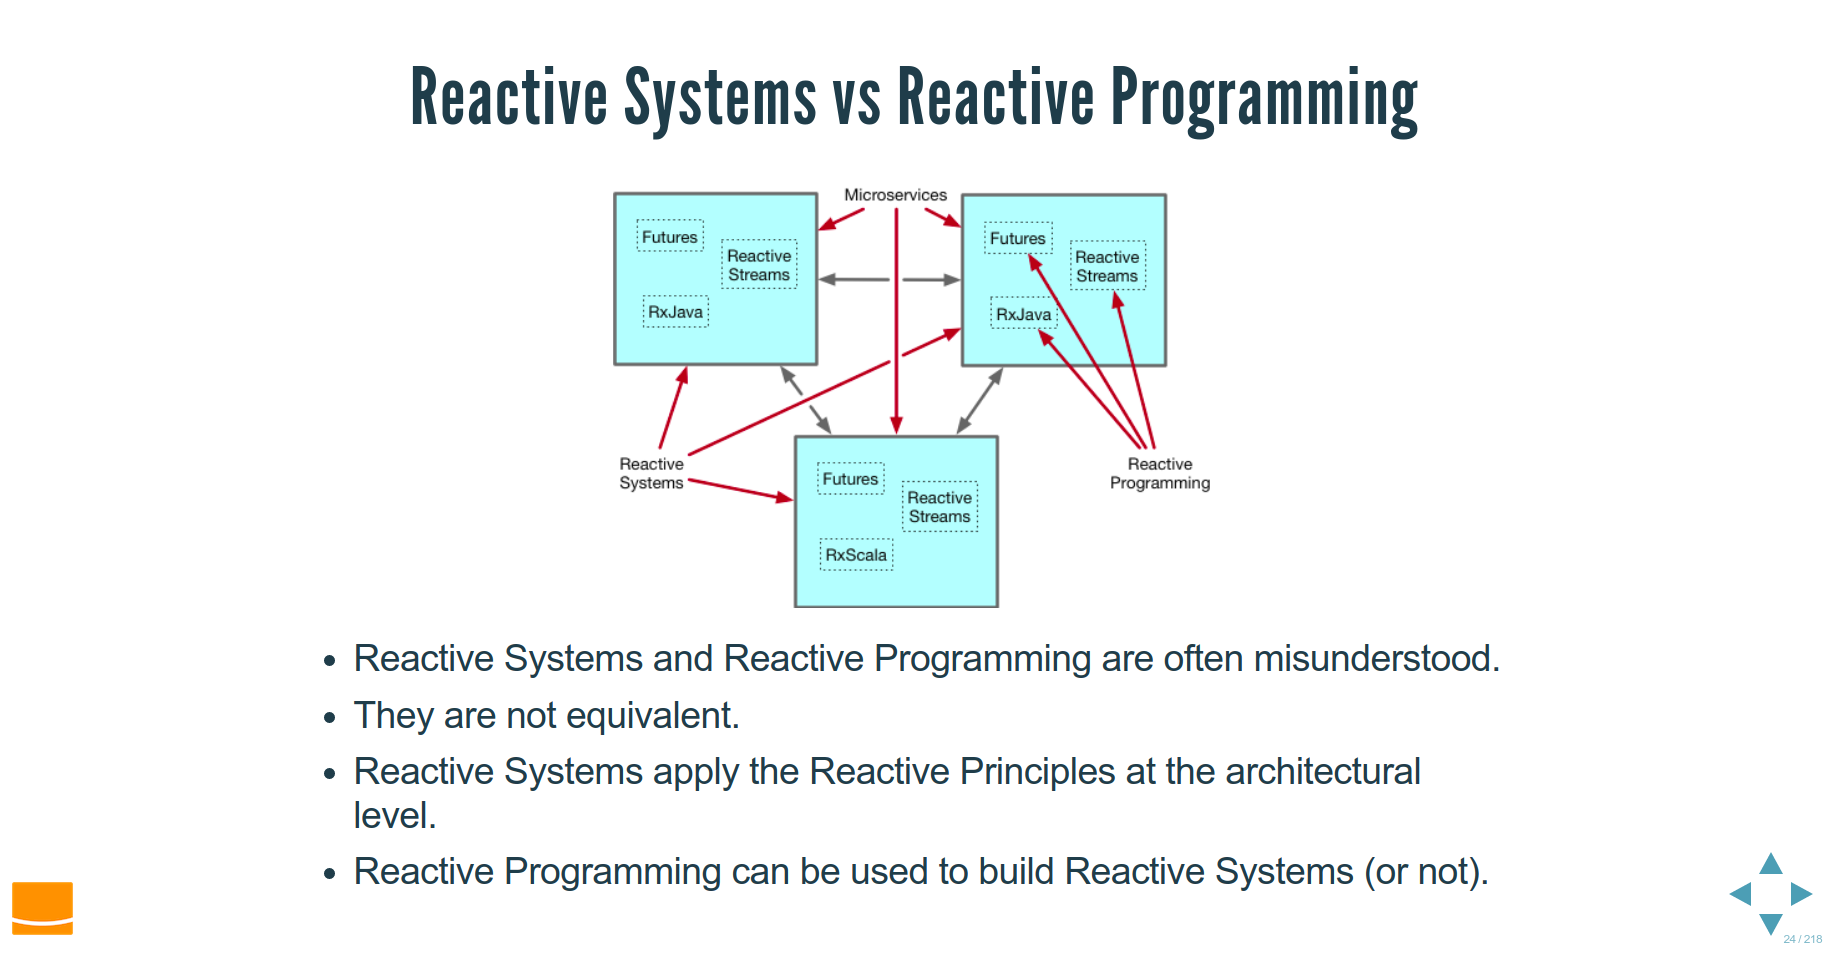 Reactive Systems vs Reactive Programming
Microservices
Futures
Reactive
Streams
RxJava
Futures
Reactive
Streams
RxJava
Reactive
Systems
Reactive
Programming
Futures
Reactive
Streams
RxScala
• Reactive Systems and Reactive Programming are often misunderstood.
• They are not equivalent.
• Reactive Systems apply the Reactive Principles at the architectural
level.
• Reactive Programming can be used to build Reactive Systems (or not).
24 / 218